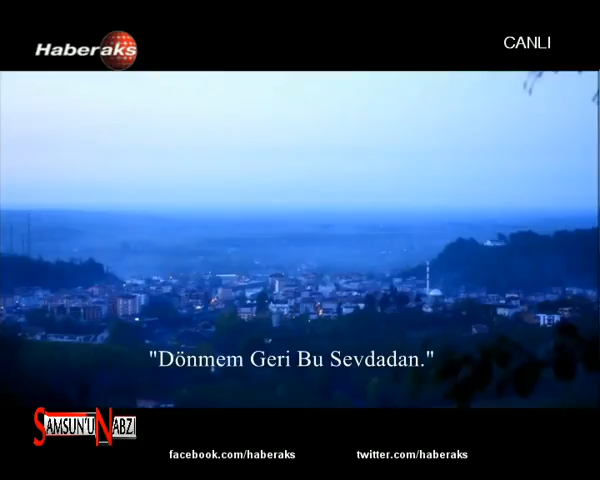 Haberaks
CANLI
"Dönmem Geri Bu Sevdadan."
SAMSUN'U NABZI
facebook.com/haberaks
twitter.com/haberaks